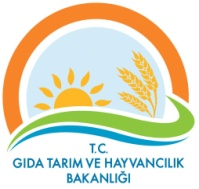 T.C.
GIDA TARIM VE HAYVANCILIK
BAKANLIĞI